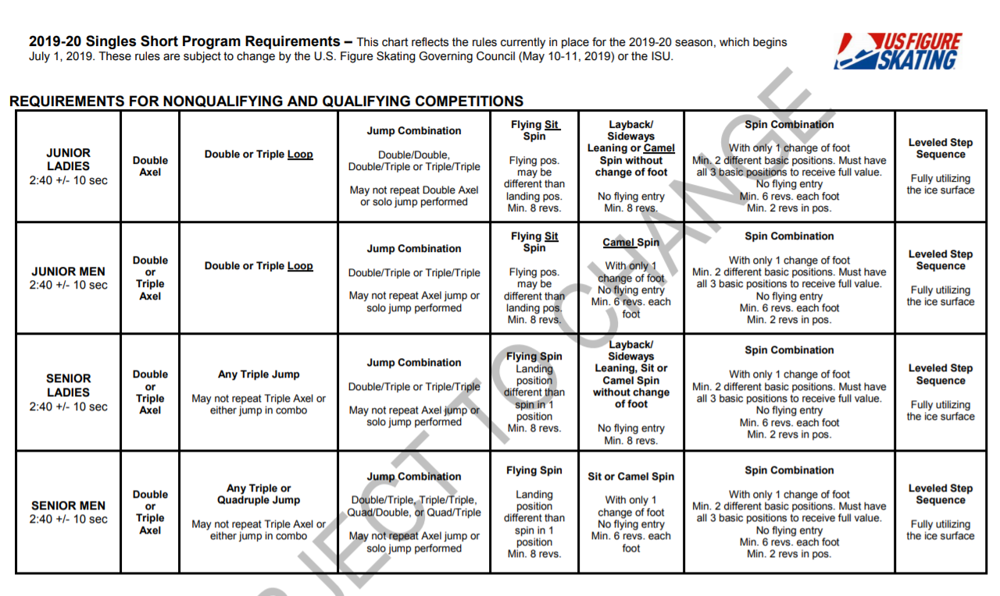 2019-20 Singles Short Program Requirements – This chart reflects the rules currently in place for the 2019-20 season, which begins
July 1, 2019. These rules are subject to change by the U.S. Figure Skating Governing Council (May 10-11, 2019) or the ISU.
US FIGURE
SKATING
REQUIREMENTS FOR NONQUALIFYING AND QUALIFYING COMPETITIONS
JUNIOR
LADIES
2:40 +/- 10 sec
Double
Axel
Double or Triple Loop
Jump Combination
Double/Double,
Double/Triple or Triple/Triple
May not repeat Double Axel
or solo jump performed
Flying Sit
Spin
Flying pos.
may be
different than
landing pos.
Min. 8 revs.
Layback/
Sideways
Leaning or Camel
Spin without
change of foot
No flying entry
Min. 8 revs.
Spin Combination
With only 1 change of foot
Min. 2 different basic positions. Must have
all 3 basic positions to receive full value.
No flying entry
Min. 6 revs. each foot
Min. 2 revs in pos.
Leveled Step
Sequence
Fully utilizing
the ice surface
JUNIOR MEN
2:40 +/- 10 sec
Double
or
Triple
Axel
Double or Triple Loop
Jump Combination
Double/Triple or Triple/Triple
May not repeat Axel jump or
solo jump performed
Flying Sit
Spin
Flying pos.
may be
different than
landing pos.
Min. 8 revs.
Camel Spin
With only 1
change of foot
No flying entry
Min. 6 revs. each
foot
Spin Combination
With only 1 change of foot
Min. 2 different basic positions. Must have
all 3 basic positions to receive full value.
No flying entry
Min. 6 revs. each foot
Min. 2 revs in pos.
Leveled Step
Sequence
Fully utilizing
the ice surface
SENIOR
LADIES
2:40 +/- 10 sec
Double
or
Triple
Axel
Any Triple Jump
May not repeat Triple Axel or
either jump in combo
Jump Combination
Double/Triple or Triple/Triple
May not repeat Axel jump or
solo jump performed
Flying Spin
Landing
position
different than
spin in 1
position
Min. 8 revs.
Layback/
Sideways
Leaning, Sit or
Camel Spin
without change
of foot
No flying entry
Min. 8 revs.
Spin Combination
With only 1 change of foot
Min. 2 different basic positions. Must have
all 3 basic positions to receive full value.
No flying entry
Min. 6 revs. each foot
Min. 2 revs in pos.
Leveled Step
Sequence
Fully utilizing
the ice surface
SENIOR MEN
2:40 +/- 10 sec
Double
or
Triple
Axel
Any Triple or
Quadruple Jump
May not repeat Triple Axel or
either jump in combo
Jump Combination
Double/Triple, Triple/Triple,
Quad/Double, or Quad/Triple
May not repeat Axel jump or
solo jump performed
Flying Spin
Landing
position
different than
spin in 1
position
Min. 8 revs.
Sit or Camel Spin
With only 1
change of foot
No flying entry
Min. 6 revs. each
foot
Spin Combination
With only 1 change of foot
Min. 2 different basic positions. Must have
all 3 basic positions to receive full value.
No flying entry
Min. 6 revs. each foot
Min. 2 revs in pos.
Leveled Step
Sequence
Fully utilizing
the ice surface
BJECT TO CHANGE